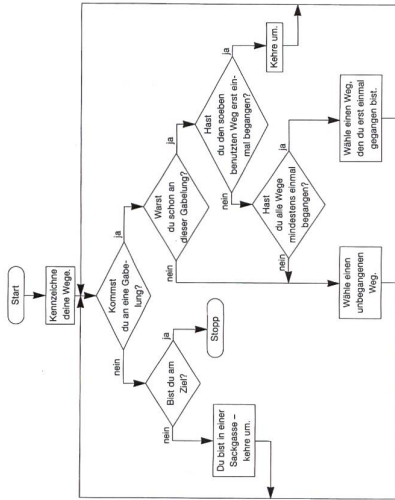 Start
Kennzeichne
deine Wege.
Kommst
du an eine Gabe-
lung?
nein
ja
Bist du am
Ziel?
nein
ja
Stopp
Du bist in einer
Sackgasse –
kehre um.
Warst
du schon an
dieser Gabelung?
nein
ja
Hast
du den soeben
benutzten Weg erst ein-
mal begangen?
nein
ja
Kehre um.
Hast
du alle Wege
mindestens einmal
begangen?
nein
ja
Wähle einen
unbegangenen
Weg.
Wähle einen Weg,
den du erst einmal
gegangen bist.